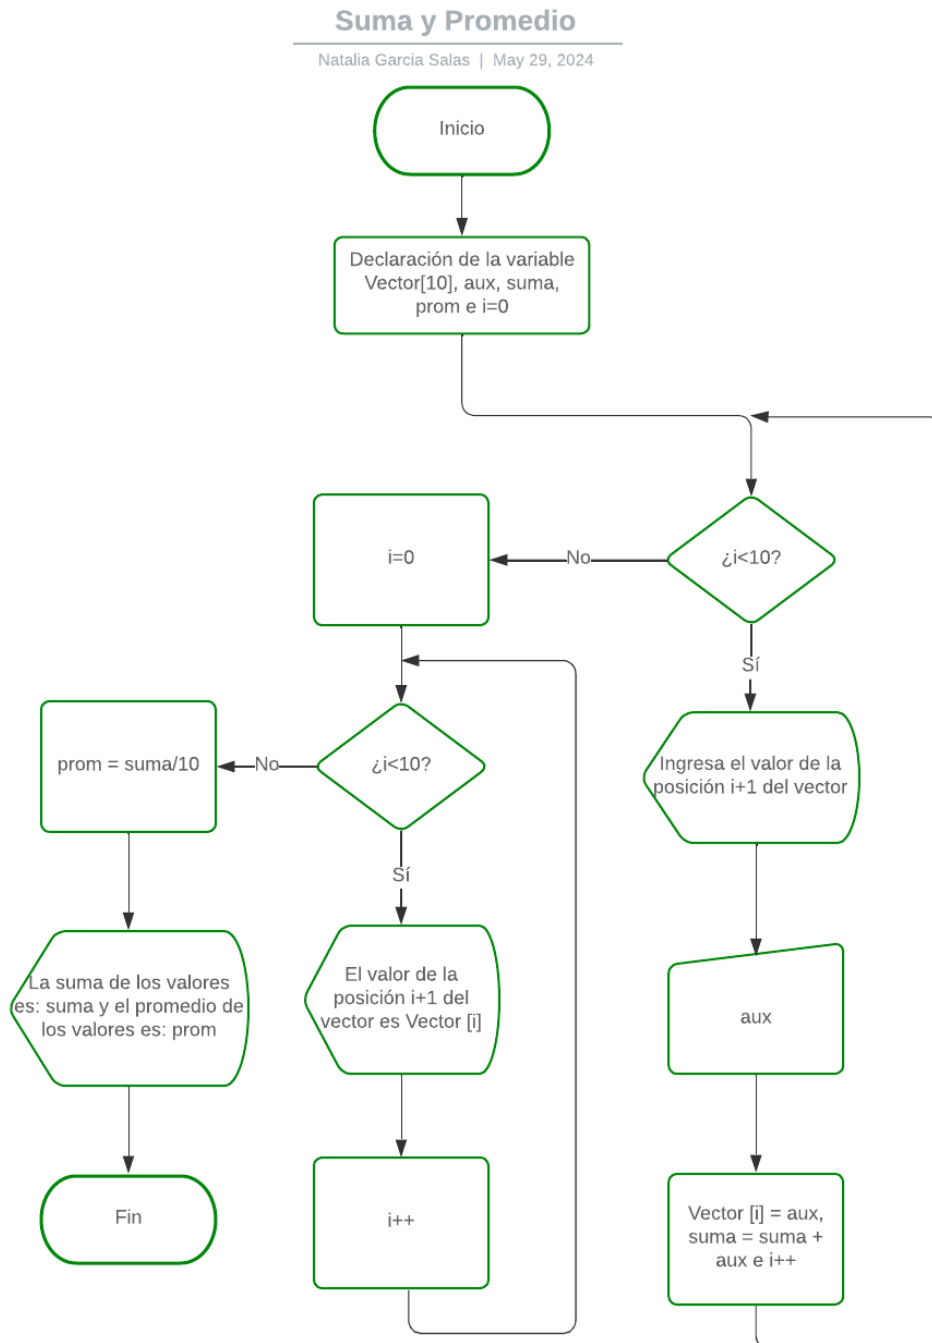 Suma y Promedio
Natalia Garcia Salas | May 29, 2024
Inicio
Declaración de la variable
Vector[10], aux, suma,
prom e i=0
¿i<10?
No
i=0
Sí
Ingresa el valor de la
posición i+1 del vector
aux
Vector [i] = aux,
suma = suma +
aux e i++
¿i<10?
No
prom = suma/10
Sí
El valor de la
posición i+1 del
vector es Vector [i]
i++
La suma de los valores
es: suma y el promedio de
los valores es: prom
Fin